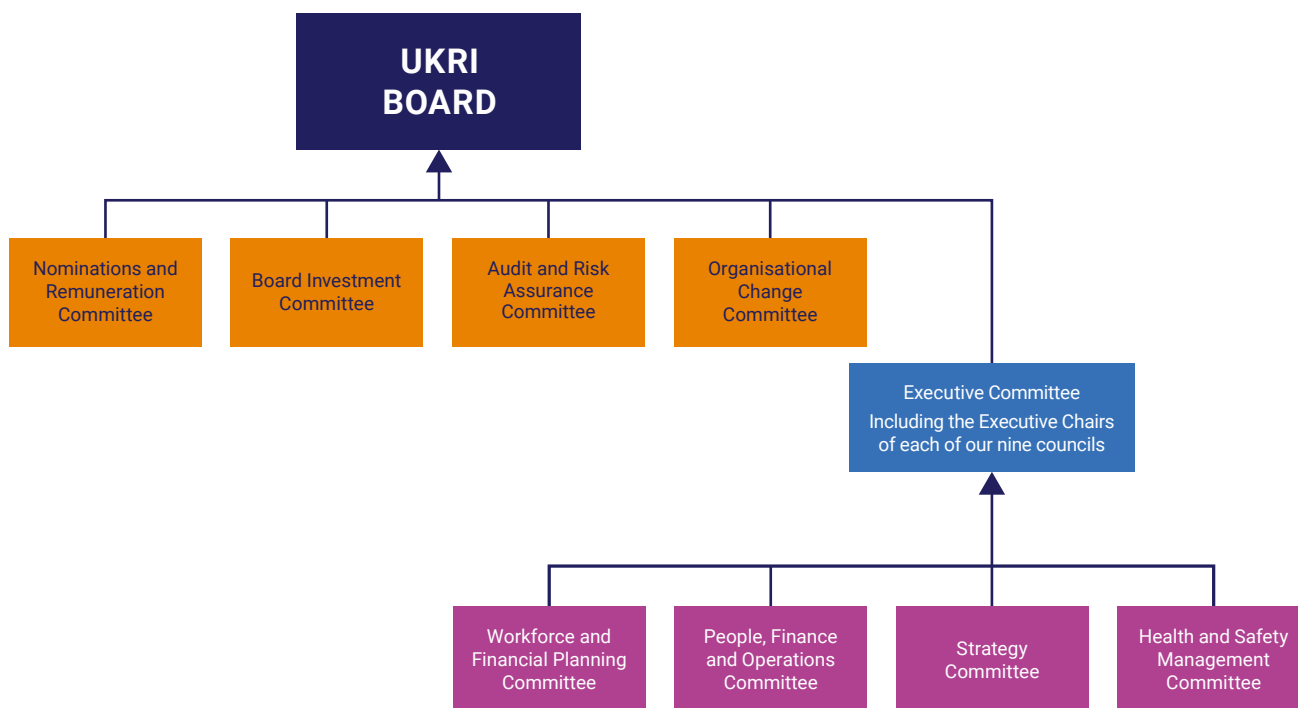 UKRI
BOARD
Nominations and
Remuneration
Committee
Board Investment
Committee
Audit and Risk
Assurance
Committee
Organisational
Change
Committee
Executive Committee
Including the Executive Chairs
of each of our nine councils
Workforce and
Financial Planning
Committee
People, Finance
and Operations
Committee
Strategy
Committee
Health and Safety
Management
Committee